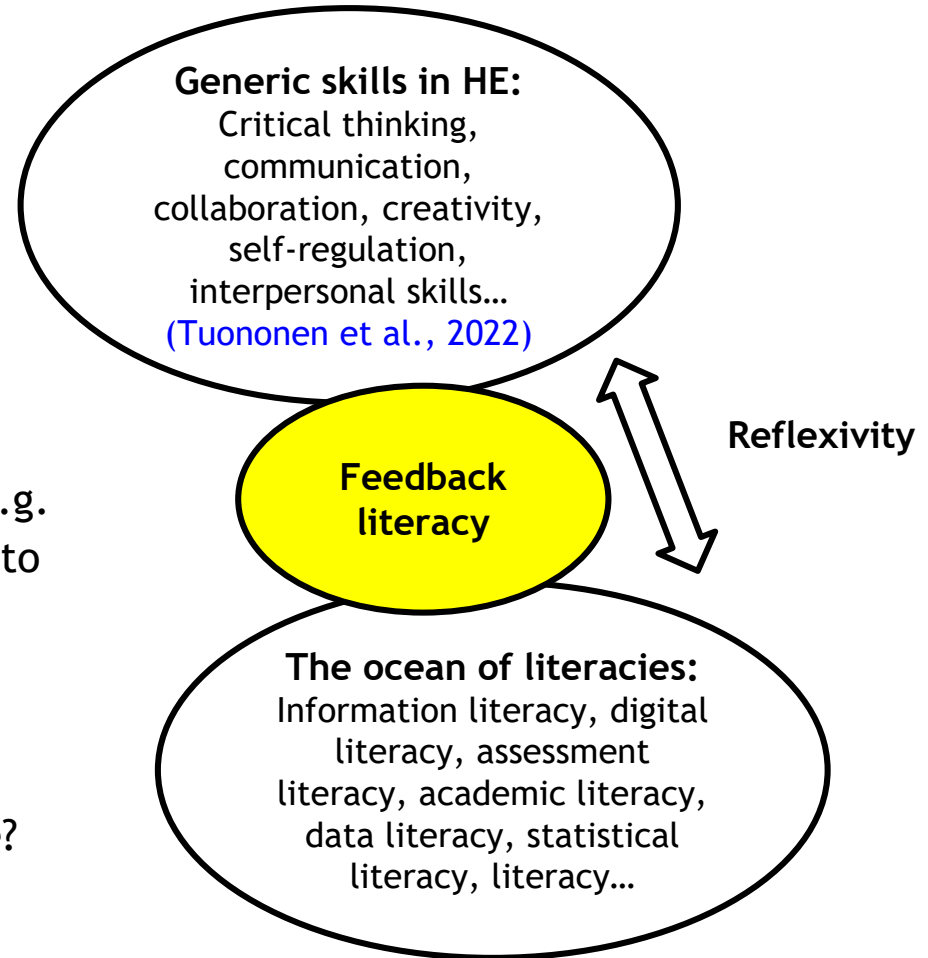 Generic skills in HE:
Critical thinking,
communication,
collaboration, creativity,
self-regulation,
interpersonal skills…
(Tuononen et al., 2022)
Reflexivity
Feedback
literacy
.g.
to
The ocean of literacies:
Information literacy, digital
literacy, assessment
literacy, academic literacy,
data literacy, statistical
literacy, literacy…
?